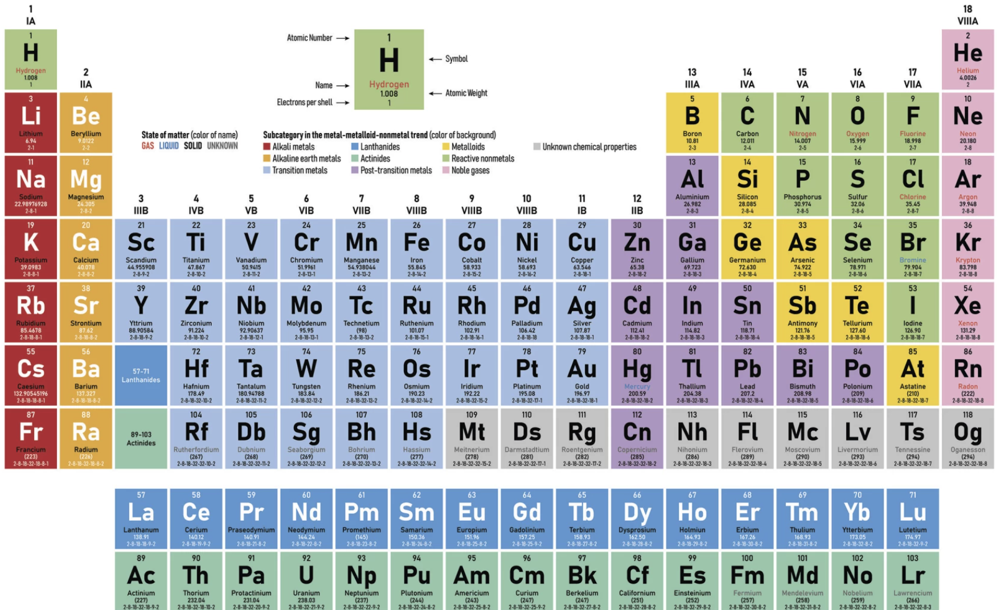 1
IA
18
VIIIA
1
H
Hydrogen
1.008
1
Atomic Number
1
H
Hydrogen
1.008
1
Symbol
Name
Atomic Weight
Electrons per shell
2
He
Helium
4.0026
2
2
IIA
13
IIIA
14
IVA
15
VA
16
VIA
17
VIIA
3
Li
Lithium
6.94
2-1
4
Be
Beryllium
9.0122
2-2
State of matter (color of name)
GAS LIQUID SOLID UNKNOWN
Subcategory in the metal-metalloid-nonmetal trend (color of background)
Alkali metals
Lanthanides
Metalloids
Unknown chemical properties
Alkaline earth metals
Actinides
Reactive nonmetals
Transition metals
Post-transition metals
Noble gases
5
B
Boron
10.81
2-3
6
C
Carbon
12.011
2-4
7
N
Nitrogen
14.007
2-5
8
O
Oxygen
15.999
2-6
9
F
Fluorine
18.998
2-7
10
Ne
Neon
20.180
2-8
11
Na
Sodium
22.98976928
2-8-1
12
Mg
Magnesium
24.305
2-8-2
3
IIIB
4
IVB
5
VB
6
VIB
7
VIIB
8
VIIIB
9
VIIIB
10
VIIIB
11
IB
12
IIB
13
Al
Aluminium
26.982
2-8-3
14
Si
Silicon
28.085
2-8-4
15
P
Phosphorus
30.974
2-8-5
16
S
Sulfur
32.06
2-8-6
17
Cl
Chlorine
35.45
2-8-7
18
Ar
Argon
39.948
2-8-8
19
K
Potassium
39.0983
2-8-8-1
20
Ca
Calcium
40.078
2-8-8-2
21
Sc
Scandium
44.955908
2-8-9-2
22
Ti
Titanium
47.867
2-8-10-2
23
V
Vanadium
50.9415
2-8-11-2
24
Cr
Chromium
51.9961
2-8-13-1
25
Mn
Manganese
54.938044
2-8-13-2
26
Fe
Iron
55.845
2-8-14-2
27
Co
Cobalt
58.933
2-8-15-2
28
Ni
Nickel
58.693
2-8-16-2
29
Cu
Copper
63.546
2-8-18-1
30
Zn
Zinc
65.38
2-8-18-2
31
Ga
Gallium
69.723
2-8-18-3
32
Ge
Germanium
72.630
2-8-18-4
33
As
Arsenic
74.922
2-8-18-5
34
Se
Selenium
78.971
2-8-18-6
35
Br
Bromine
79.904
2-8-18-7
36
Kr
Krypton
83.798
2-8-18-8
37
Rb
Rubidium
85.4678
2-8-18-8-1
38
Sr
Strontium
87.62
2-8-18-8-2
39
Y
Yttrium
88.90584
2-8-18-9-2
40
Zr
Zirconium
91.224
2-8-18-10-2
41
Nb
Niobium
92.90637
2-8-18-12-1
42
Mo
Molybdenum
95.95
2-8-18-13-1
43
Tc
Technetium
(98)
2-8-18-13-2
44
Ru
Ruthenium
101.07
2-8-18-15-1
45
Rh
Rhodium
102.91
2-8-18-16-1
46
Pd
Palladium
106.42
2-8-18-18
47
Ag
Silver
107.87
2-8-18-18-1
48
Cd
Cadmium
112.41
2-8-18-18-2
49
In
Indium
114.82
2-8-18-18-3
50
Sn
Tin
118.71
2-8-18-18-4
51
Sb
Antimony
121.76
2-8-18-18-5
52
Te
Tellurium
127.60
2-8-18-18-6
53
I
Iodine
126.90
2-8-18-18-7
54
Xe
Xenon
131.29
2-8-18-18-8
55
Cs
Caesium
132.90545196
2-8-18-18-8-1
56
Ba
Barium
137.327
2-8-18-18-8-2
57-71
Lanthanides
72
Hf
Hafnium
178.49
2-8-18-32-10-2
73
Ta
Tantalum
180.94788
2-8-18-32-11-2
74
W
Tungsten
183.84
2-8-18-32-12-2
75
Re
Rhenium
186.21
2-8-18-32-13-2
76
Os
Osmium
190.23
2-8-18-32-14-2
77
Ir
Iridium
192.22
2-8-18-32-15-2
78
Pt
Platinum
195.08
2-8-18-32-17-1
79
Au
Gold
196.97
2-8-18-32-18-1
80
Hg
Mercury
200.59
2-8-18-32-18-2
81
Tl
Thallium
204.38
2-8-18-32-18-3
82
Pb
Lead
207.2
2-8-18-32-18-4
83
Bi
Bismuth
208.98
2-8-18-32-18-5
84
Po
Polonium
(209)
2-8-18-32-18-6
85
At
Astatine
(210)
2-8-18-32-18-7
86
Rn
Radon
(222)
2-8-18-32-18-8
87
Fr
Francium
(223)
2-8-18-32-18-8-1
88
Ra
Radium
(226)
2-8-18-32-18-8-2
89-103
Actinides
104
Rf
Rutherfordium
(267)
2-8-18-32-32-10-2
105
Db
Dubnium
(268)
2-8-18-32-32-11-2
106
Sg
Seaborgium
(269)
2-8-18-32-32-12-2
107
Bh
Bohrium
(270)
2-8-18-32-32-13-2
108
Hs
Hassium
(277)
2-8-18-32-32-14-2
109
Mt
Meitnerium
(278)
2-8-18-32-32-15-2
110
Ds
Darmstadtium
(281)
2-8-18-32-32-17-1
111
Rg
Roentgenium
(282)
2-8-18-32-32-17-2
112
Cn
Copernicium
(285)
2-8-18-32-32-18-2
113
Nh
Nihonium
(286)
2-8-18-32-32-18-3
114
Fl
Flerovium
(289)
2-8-18-32-32-18-4
115
Mc
Moscovium
(290)
2-8-18-32-32-18-5
116
Lv
Livermorium
(293)
2-8-18-32-32-18-6
117
Ts
Tennessine
(294)
2-8-18-32-32-18-7
118
Og
Oganesson
(294)
2-8-18-32-32-18-8
57
La
Lanthanum
138.91
2-8-18-18-9-2
58
Ce
Cerium
140.12
2-8-18-19-9-2
59
Pr
Praseodymium
140.91
2-8-18-21-8-2
60
Nd
Neodymium
144.24
2-8-18-22-8-2
61
Pm
Promethium
(145)
2-8-18-23-8-2
62
Sm
Samarium
150.36
2-8-18-24-8-2
63
Eu
Europium
151.96
2-8-18-25-8-2
64
Gd
Gadolinium
157.25
2-8-18-25-9-2
65
Tb
Terbium
158.93
2-8-18-27-8-2
66
Dy
Dysprosium
162.50
2-8-18-28-8-2
67
Ho
Holmiun
164.93
2-8-18-29-8-2
68
Er
Erbium
167.26
2-8-18-30-8-2
69
Tm
Thulium
168.93
2-8-18-31-8-2
70
Yb
Ytterbium
173.05
2-8-18-32-8-2
71
Lu
Lutetium
174.97
2-8-18-32-9-2
89
Ac
Actinium
(227)
2-8-18-32-18-9-2
90
Th
Thorium
232.04
2-8-18-32-18-10-2
91
Pa
Protactinium
231.04
2-8-18-32-20-9-2
92
U
Uranium
238.03
2-8-18-32-21-9-2
93
Np
Neptunium
(237)
2-8-18-32-22-9-2
94
Pu
Plutonium
(244)
2-8-18-32-24-8-2
95
Am
Americium
(243)
2-8-18-32-25-8-2
96
Cm
Curium
(247)
2-8-18-32-25-9-2
97
Bk
Berkelium
(247)
2-8-18-32-27-8-2
98
Cf
Californium
(251)
2-8-18-32-28-8-2
99
Es
Einsteinium
(252)
2-8-18-32-29-8-2
100
Fm
Fermium
(257)
2-8-18-32-30-8-2
101
Md
Mendelevium
(258)
2-8-18-32-31-8-2
102
No
Nobelium
(259)
2-8-18-32-32-8-2
103
Lr
Lawrencium
(266)
2-8-18-32-32-8-3